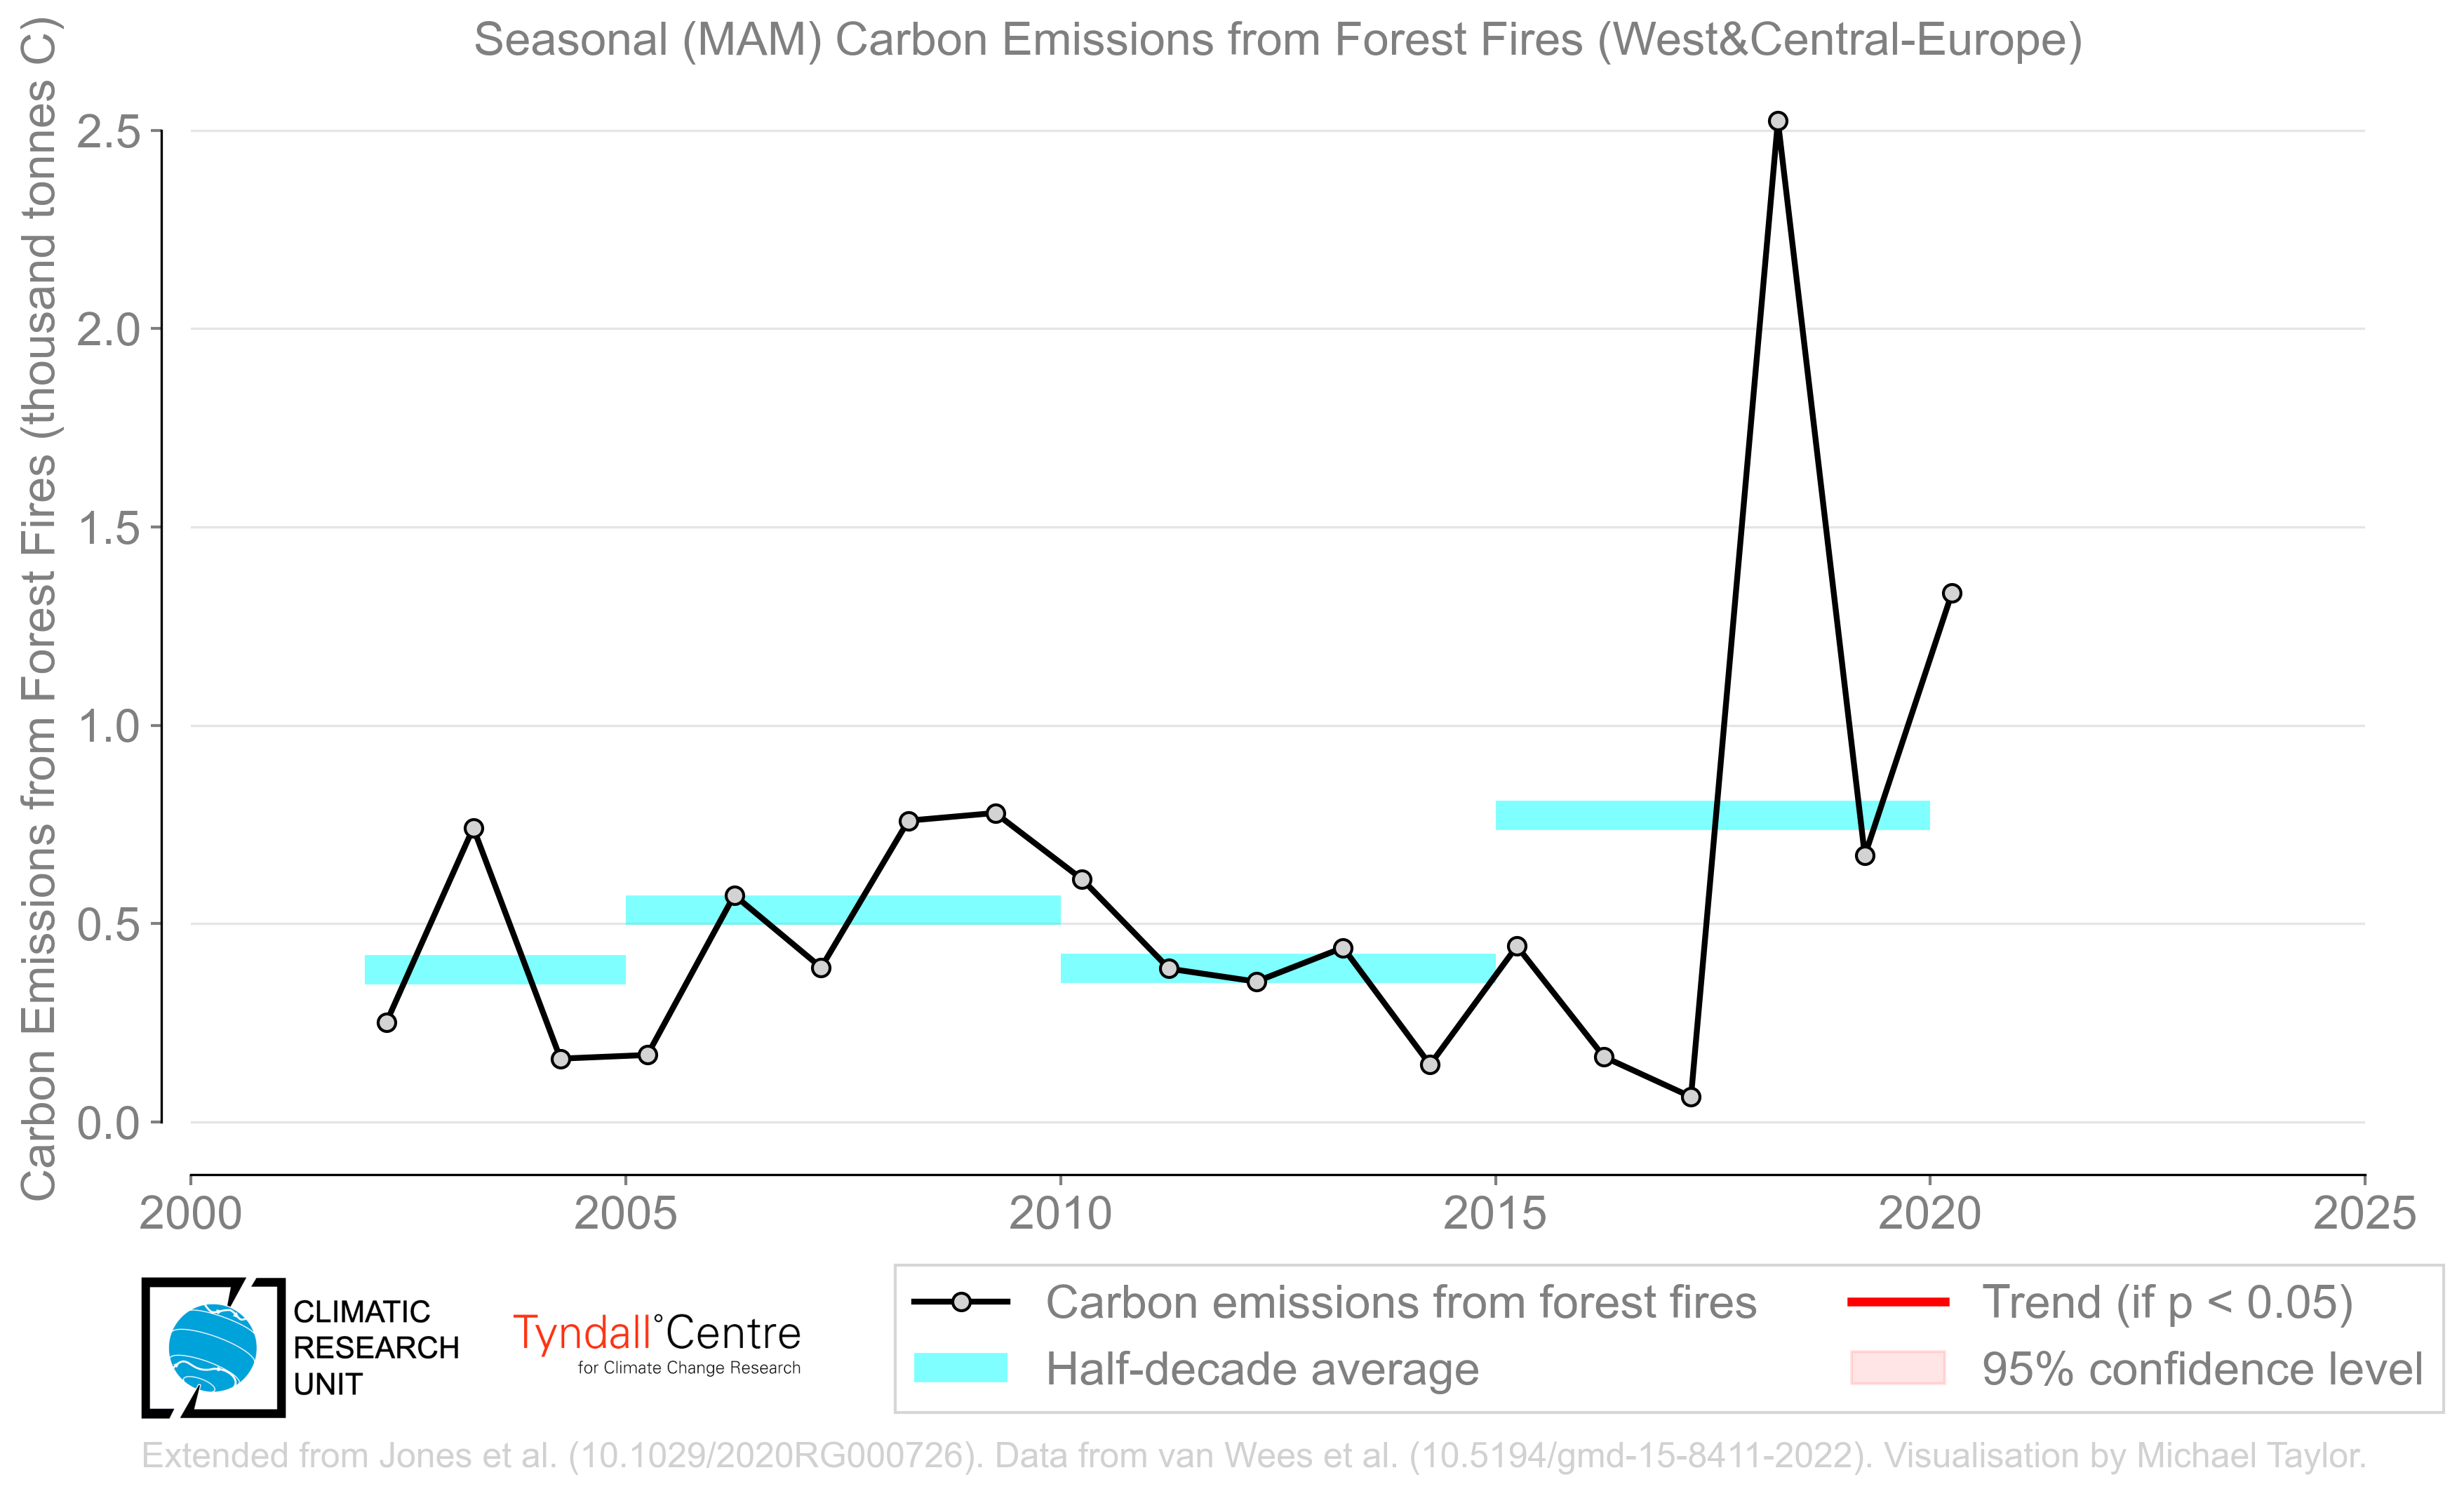 Seasonal (MAM) Carbon Emissions from Forest Fires (West&Central-Europe)
Carbon Emissions from Forest Fires (thousand tonnes C)
2.5
2.0
1.5
1.0
0.5
0.0
2000 2005 2010 2015 2020 2025
CLIMATIC
RESEARCH
UNIT
Tyndall°Centre
for Climate Change Research
Carbon emissions from forest fires
Half-decade average
Trend (if p < 0.05)
95% confidence level
Extended from Jones et al. (10.1029/2020RG000726). Data from van Wees et al. (10.5194/gmd-15-8411-2022). Visualisation by Michael Taylor.